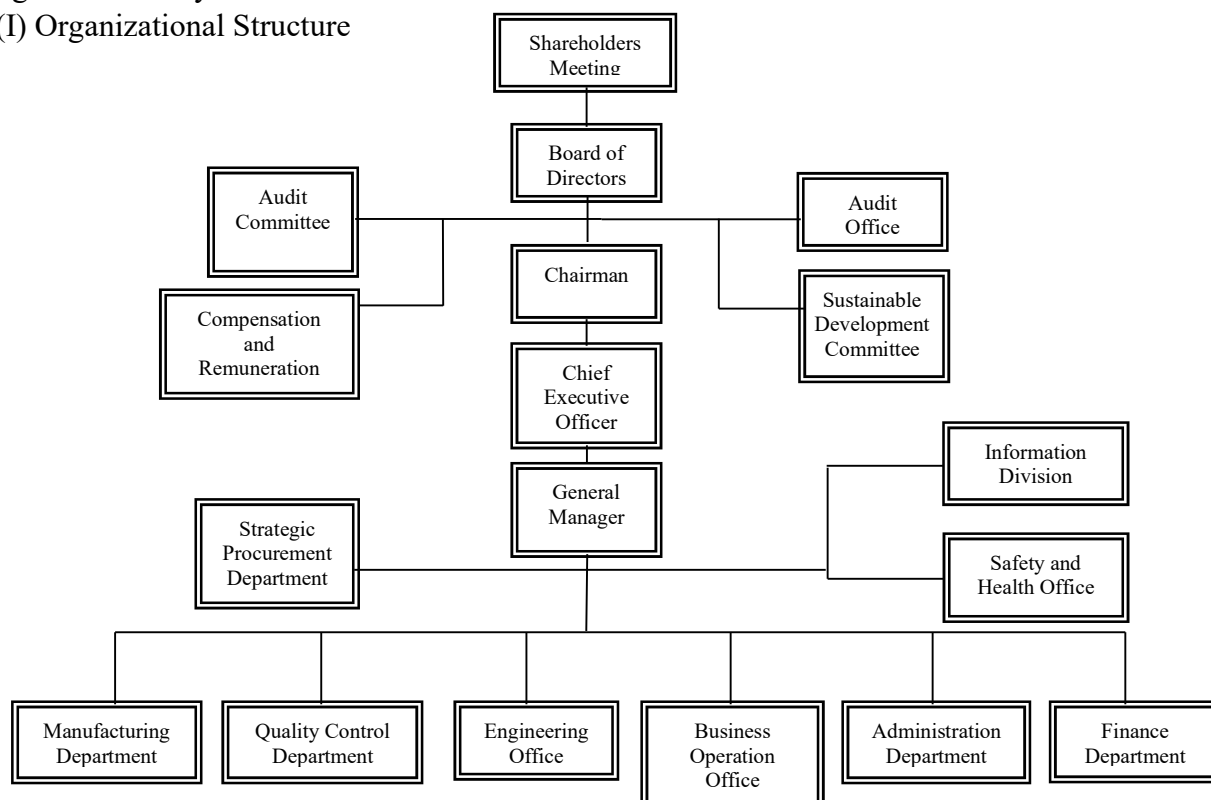 (I) Organizational Structure
Shareholders
Meeting
Board of
Directors
Audit
Committee
Audit
Office
Chairman
Compensation
and
Remuneration
Sustainable
Development
Committee
Chief
Executive
Officer
Information
Division
General
Manager
Strategic
Procurement
Department
Safety and
Health Office
Manufacturing
Department
Quality Control
Department
Engineering
Office
Business
Operation
Office
Administration
Department
Finance
Department